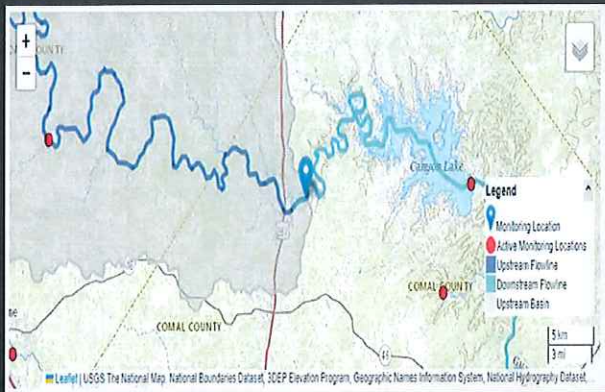 +
OMAL COUNTY
−
Canyon Lake
Legend
Monitoring Location
Active Monitoring Locations
Upstream Flowline
Downstream Flowline
Upstream Basin
COMAL COUNTY
COMAL COUNTY
46
5 km
3 mi
Leaflet | USGS The National Map: National Boundaries Dataset, 3DEP Elevation Program, Geographic Names Information System, National Hydrography Dataset,